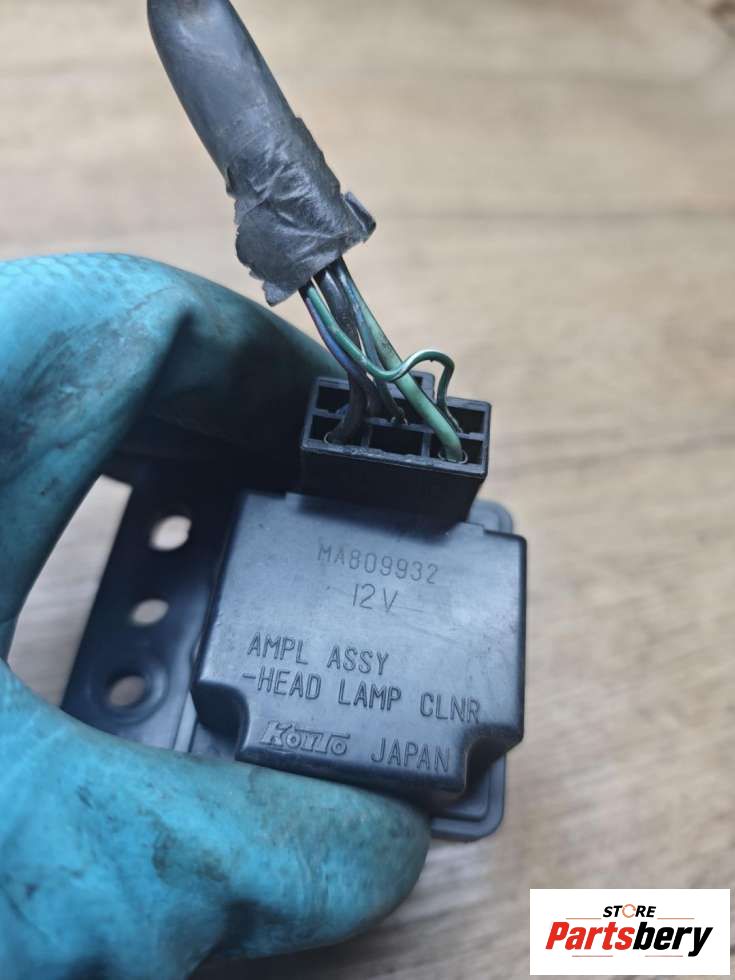 MA809932
12V
AMPL ASSY
-HEAD LAMP CLNR
KoiTo JAPAN
STORE
Partsbery